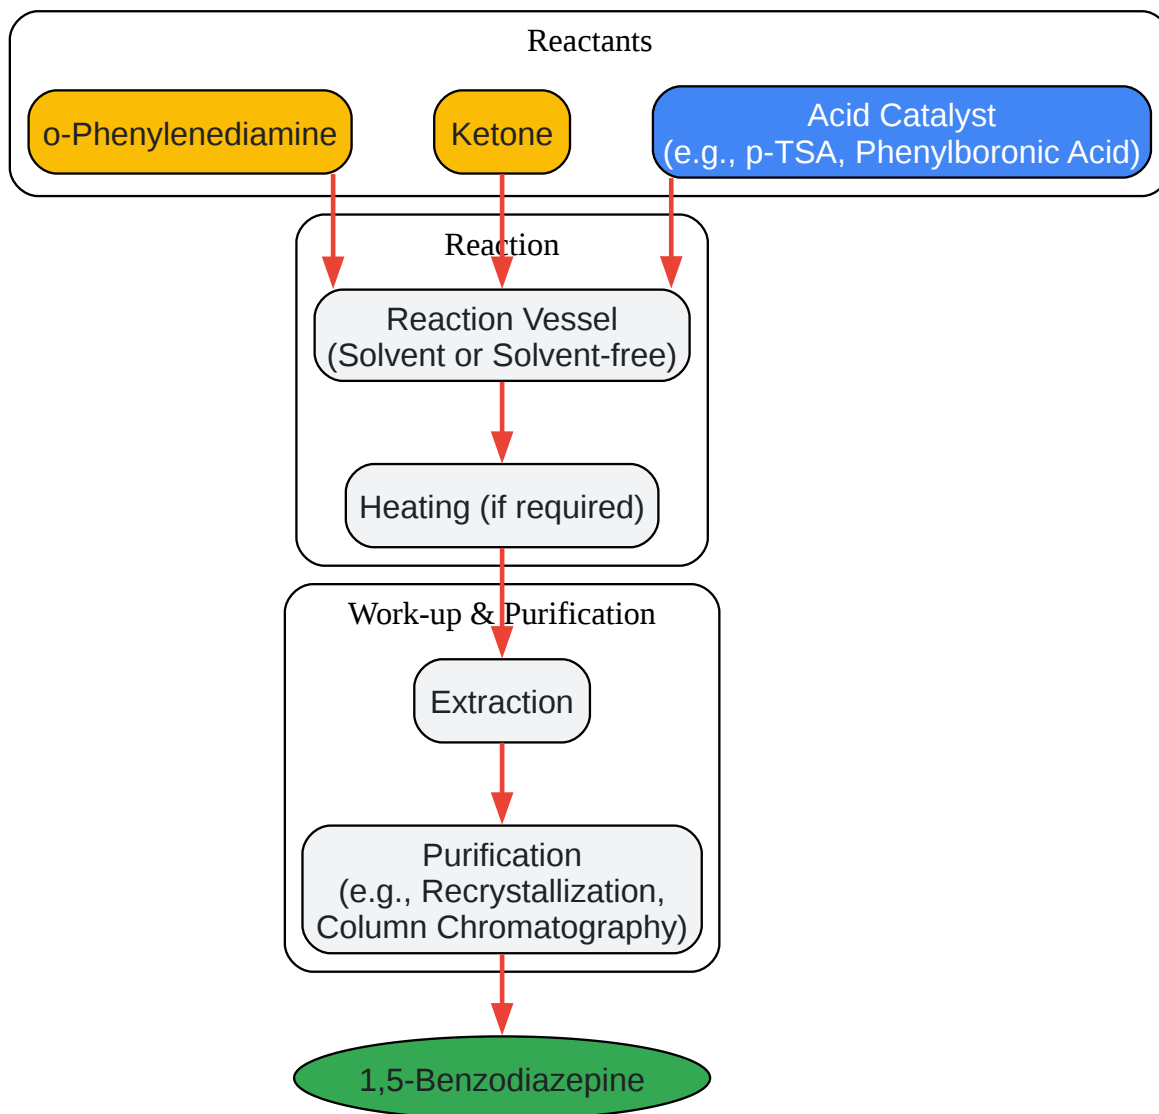 Reactants
o-Phenylenediamine
Ketone
Acid Catalyst
(e.g., p-TSA, Phenylboronic Acid)
Reaction
Reaction Vessel
(Solvent or Solvent-free)
Heating (if required)
Work-up & Purification
Extraction
Purification
(e.g., Recrystallization,
Column Chromatography)
1,5-Benzodiazepine